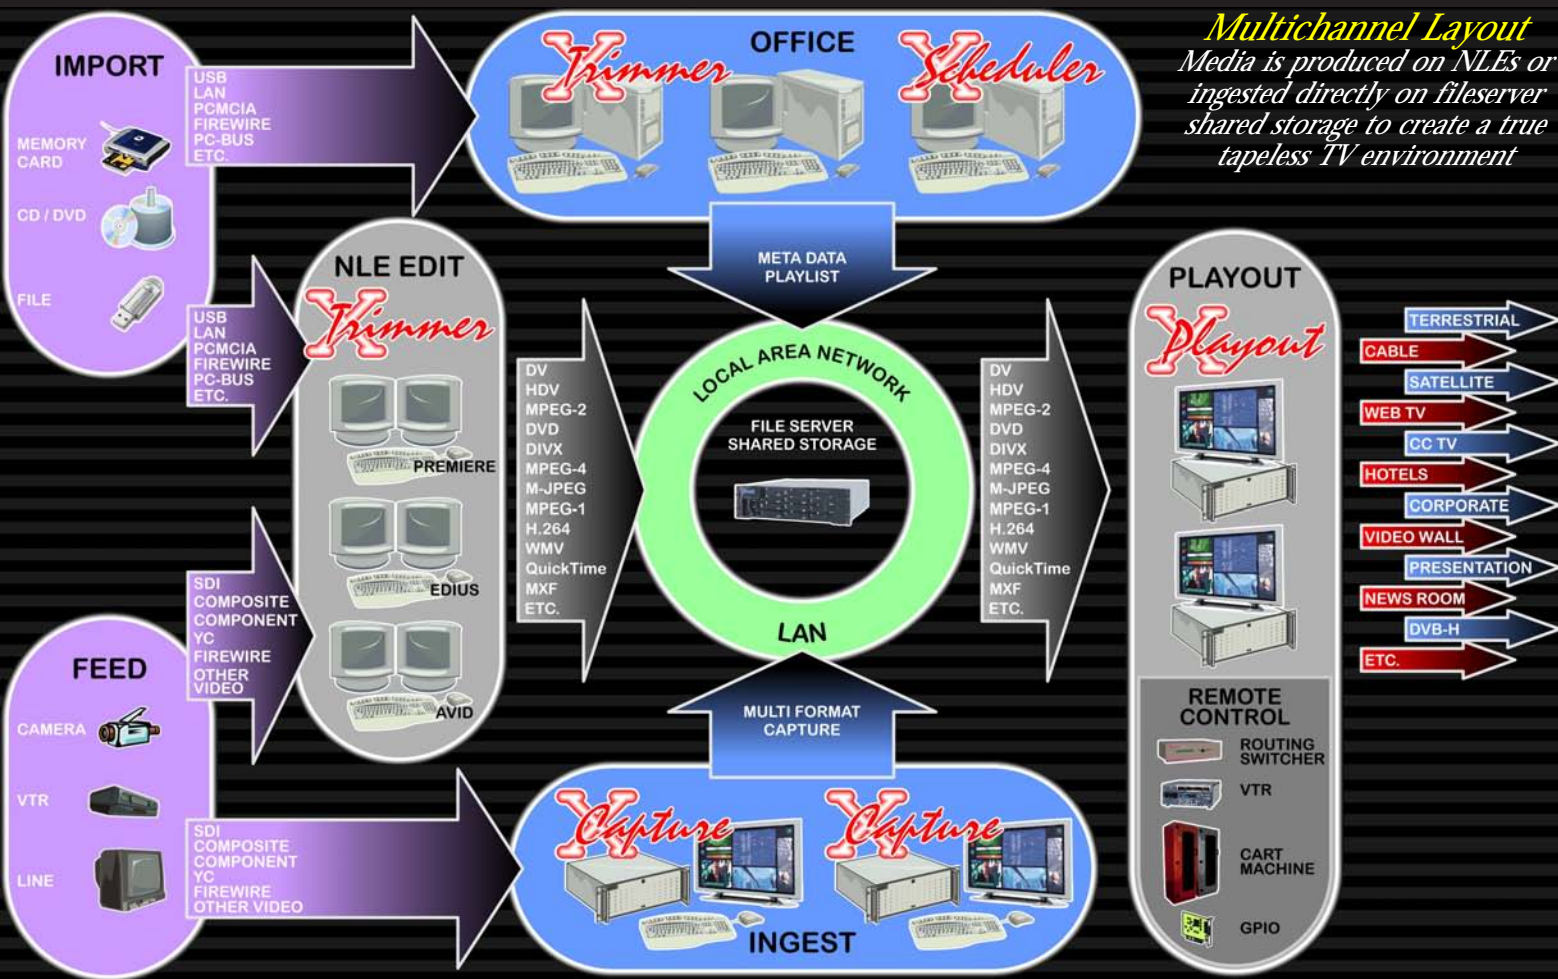 Multichannel Layout
Media is produced on NLEs or
ingested directly on fileserver
shared storage to create a true
tapeless TV environment
IMPORT
MEMORY
CARD
CD / DVD
FILE
USB
LAN
PCMCIA
FIREWIRE
PC-BUS
ETC.
OFFICE
X Trimmer
X Scheduler
META DATA
PLAYLIST
USB
LAN
PCMCIA
FIREWIRE
PC-BUS
ETC.
NLE EDIT
X Trimmer
PREMIERE
EDIUS
AVID
FEED
CAMERA
VTR
LINE
SDI
COMPOSITE
COMPONENT
YC
FIREWIRE
OTHER
VIDEO
SDI
COMPOSITE
COMPONENT
YC
FIREWIRE
OTHER VIDEO
DV
HDV
MPEG-2
DVD
DIVX
MPEG-4
M-JPEG
MPEG-1
H.264
WMV
QuickTime
MXF
ETC.
LOCAL AREA NETWORK
FILE SERVER
SHARED STORAGE
LAN
MULTI FORMAT
CAPTURE
X Capture
X Capture
INGEST
DV
HDV
MPEG-2
DVD
DIVX
MPEG-4
M-JPEG
MPEG-1
H.264
WMV
QuickTime
MXF
ETC.
PLAYOUT
X Playout
REMOTE
CONTROL
ROUTING
SWITCHER
VTR
CART
MACHINE
GPIO
TERRESTRIAL
CABLE
SATELLITE
WEB TV
CC TV
HOTELS
CORPORATE
VIDEO WALL
PRESENTATION
NEWS ROOM
DVB-H
ETC.